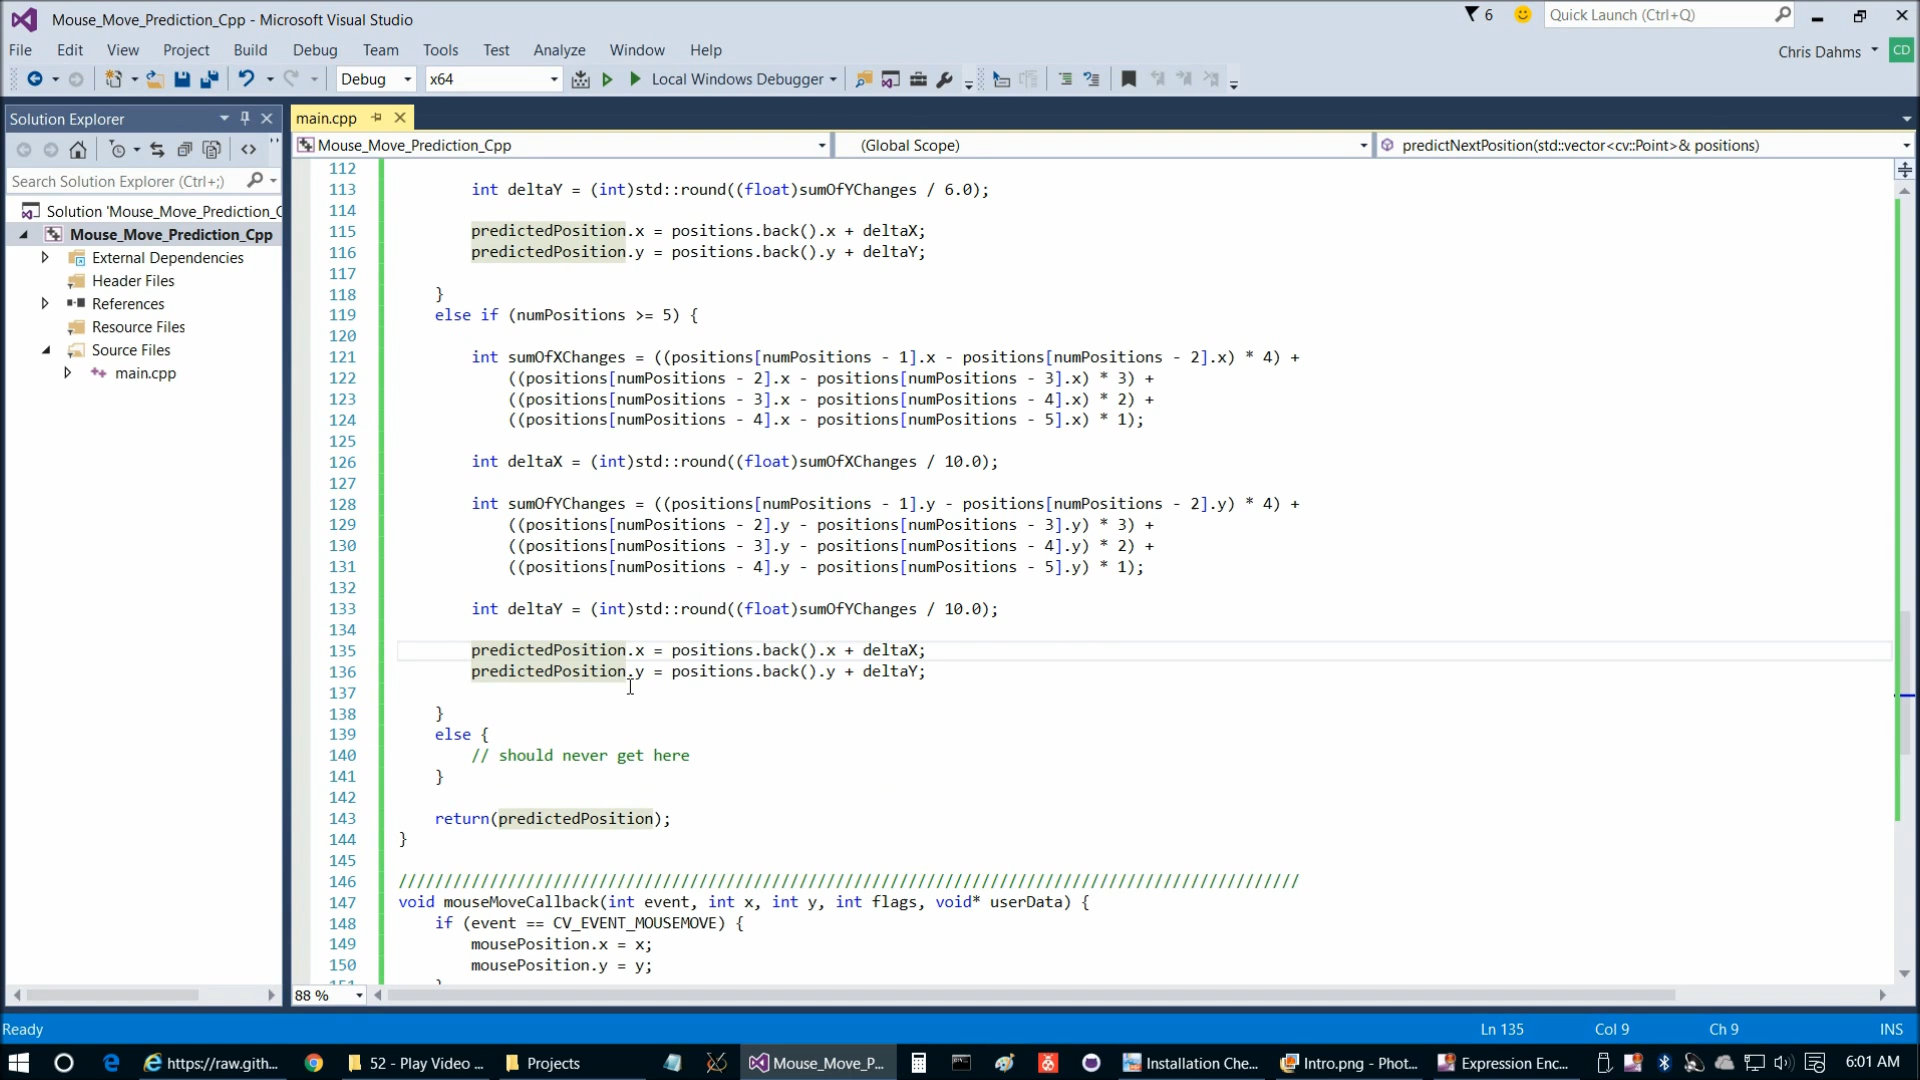 Mouse_Move_Prediction_Cpp - Microsoft Visual Studio
6
Quick Launch (Ctrl+Q)
File Edit View Project Build Debug Team Tools Test Analyze Window Help
Chris Dahms CD
Debug x64 Local Windows Debugger
Solution Explorer
Search Solution Explorer (Ctrl+;)
Solution 'Mouse_Move_Prediction_C
Mouse_Move_Prediction_Cpp
External Dependencies
Header Files
References
Resource Files
Source Files
main.cpp
main.cpp
Mouse_Move_Prediction_Cpp (Global Scope) predictNextPosition(std::vector<cv::Point>& positions)
112
113 int deltaY = (int)std::round((float)sumOfYChanges / 6.0);
114
115 predictedPosition.x = positions.back().x + deltaX;
116 predictedPosition.y = positions.back().y + deltaY;
117
118 }
119 else if (numPositions >= 5) {
120
121 int sumOfXChanges = ((positions[numPositions - 1].x - positions[numPositions - 2].x) * 4) +
122 ((positions[numPositions - 2].x - positions[numPositions - 3].x) * 3) +
123 ((positions[numPositions - 3].x - positions[numPositions - 4].x) * 2) +
124 ((positions[numPositions - 4].x - positions[numPositions - 5].x) * 1);
125
126 int deltaX = (int)std::round((float)sumOfXChanges / 10.0);
127
128 int sumOfYChanges = ((positions[numPositions - 1].y - positions[numPositions - 2].y) * 4) +
129 ((positions[numPositions - 2].y - positions[numPositions - 3].y) * 3) +
130 ((positions[numPositions - 3].y - positions[numPositions - 4].y) * 2) +
131 ((positions[numPositions - 4].y - positions[numPositions - 5].y) * 1);
132
133 int deltaY = (int)std::round((float)sumOfYChanges / 10.0);
134
135 predictedPosition.x = positions.back().x + deltaX;
136 predictedPosition.y = positions.back().y + deltaY;
137
138 }
139 else {
140 // should never get here
141 }
142
143 return(predictedPosition);
144 }
145
146 ///////////////////////////////////////////////////////////////////////////////////////////////////
147 void mouseMoveCallback(int event, int x, int y, int flags, void* userData) {
148 if (event == CV_EVENT_MOUSEMOVE) {
149 mousePosition.x = x;
150 mousePosition.y = y;
88 %
Ready Ln 135 Col 9 Ch 9 INS
https://raw.gith... 52 - Play Video ... Projects Mouse_Move_P... Installation Che... Intro.png - Phot... Expression Enc... 6:01 AM